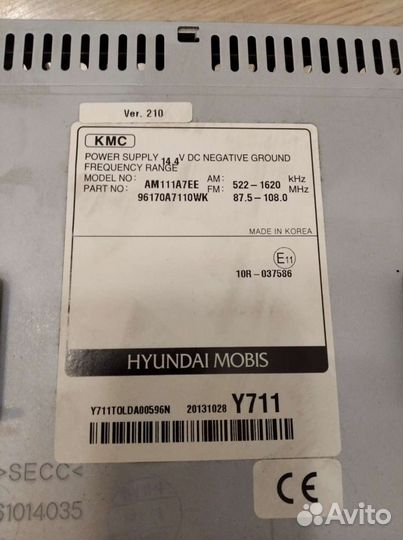 Ver. 210
KMC
POWER SUPPLY 14.4V DC NEGATIVE GROUND
FREQUENCY RANGE
MODEL NO: AM111A7EE AM: 522-1620 kHz
PART NO: 96170A7110WK FM: 87.5-108.0 MHz
MADE IN KOREA
E11
10R-037586
HYUNDAI MOBIS
Y711TOLDA00596N 20131028 Y711
>SECC<
61014035
CE
Avito